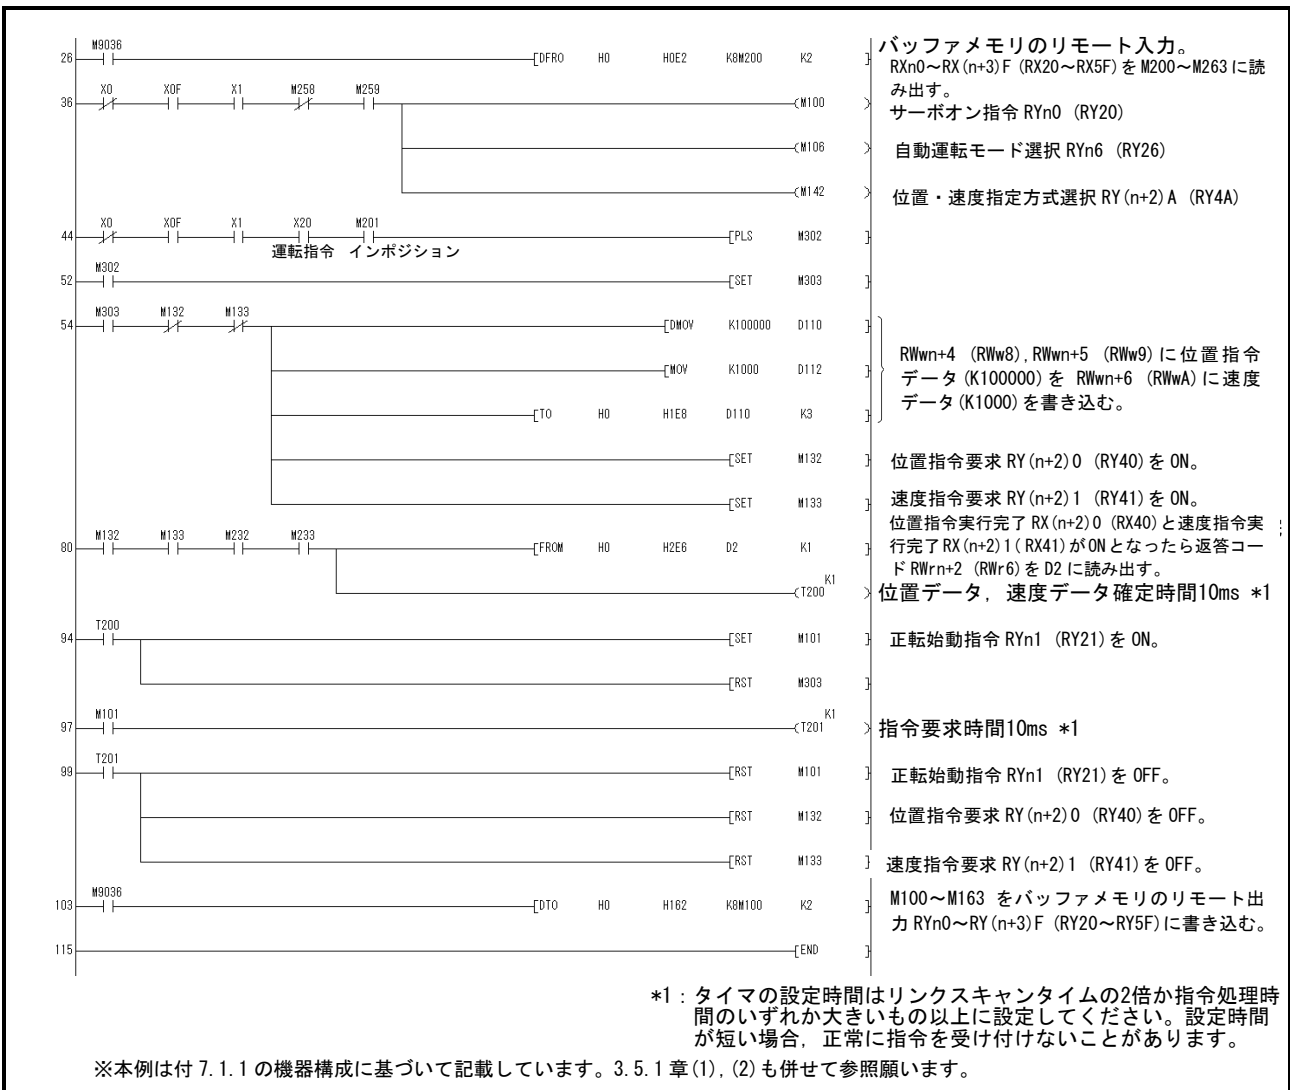 M9036
26 DFRO H0 H0E2 K8M200 K2
バッファメモリのリモート入力。
RXn0～RX(n+3)F (RX20～RX5F)をM200～M263に読
み出す。
X0 X0F X1 M258 M259
36 M100
サーボオン指令 RYn0 (RY20)
M106
自動運転モード選択 RYn6 (RY26)
M142
位置・速度指定方式選択 RY(n+2)A (RY4A)
X0 X0F X1 X20 M201
44 PLS M302
運転指令 インポジション
M302
52 SET M303
M303 M132 M133
54 DMOV K100000 D110
MOV K1000 D112
TO H0 H1E8 D110 K3
RWwn+4 (RWw8),RWwn+5 (RWw9)に位置指令
データ(K100000)を RWwn+6 (RWwA)に速度
データ(K1000)を書き込む。
SET M132
位置指令要求 RY(n+2)0 (RY40)を ON。
SET M133
速度指令要求 RY(n+2)1 (RY41)を ON。
位置指令実行完了 RX(n+2)0 (RX40)と速度指令実
行完了RX(n+2)1(RX41)がONとなったら返答コー
ド RWrn+2 (RWr6)を D2 に読み出す。
M132 M133 M232 M233
80 FROM H0 H2E6 D2 K1
K1
T200
位置データ, 速度データ確定時間10ms *1
T200
94 SET M101
正転始動指令 RYn1 (RY21)を ON。
RST M303
M101 K1
97 T201
指令要求時間10ms *1
T201
99 RST M101
正転始動指令 RYn1 (RY21)を OFF。
RST M132
位置指令要求 RY(n+2)0 (RY40)を OFF。
RST M133
速度指令要求 RY(n+2)1 (RY41)を OFF。
M9036
103 DTO H0 H162 K8M100 K2
M100～M163 をバッファメモリのリモート出
力 RYn0～RY(n+3)F (RY20～RY5F)に書き込む。
115 END
*1：タイマの設定時間はリンクスキャンタイムの2倍か指令処理時
間のいずれか大きいもの以上に設定してください。設定時間
が短い場合, 正常に指令を受け付けないことがあります。
※本例は付 7.1.1 の機器構成に基づいて記載しています。3.5.1 章(1),(2)も併せて参照願います。